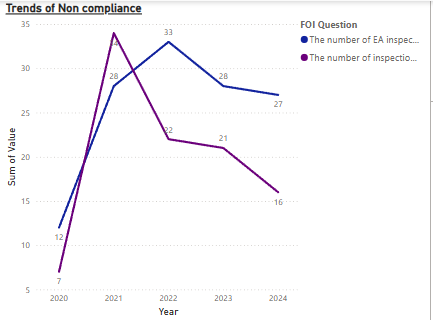 Trends of Non compliance
FOI Question
The number of EA inspec...
The number of inspectio...
35
30
25
20
15
10
5
Sum of Value
12
28
33
28
27
7
34
22
21
16
2020 2021 2022 2023 2024
Year